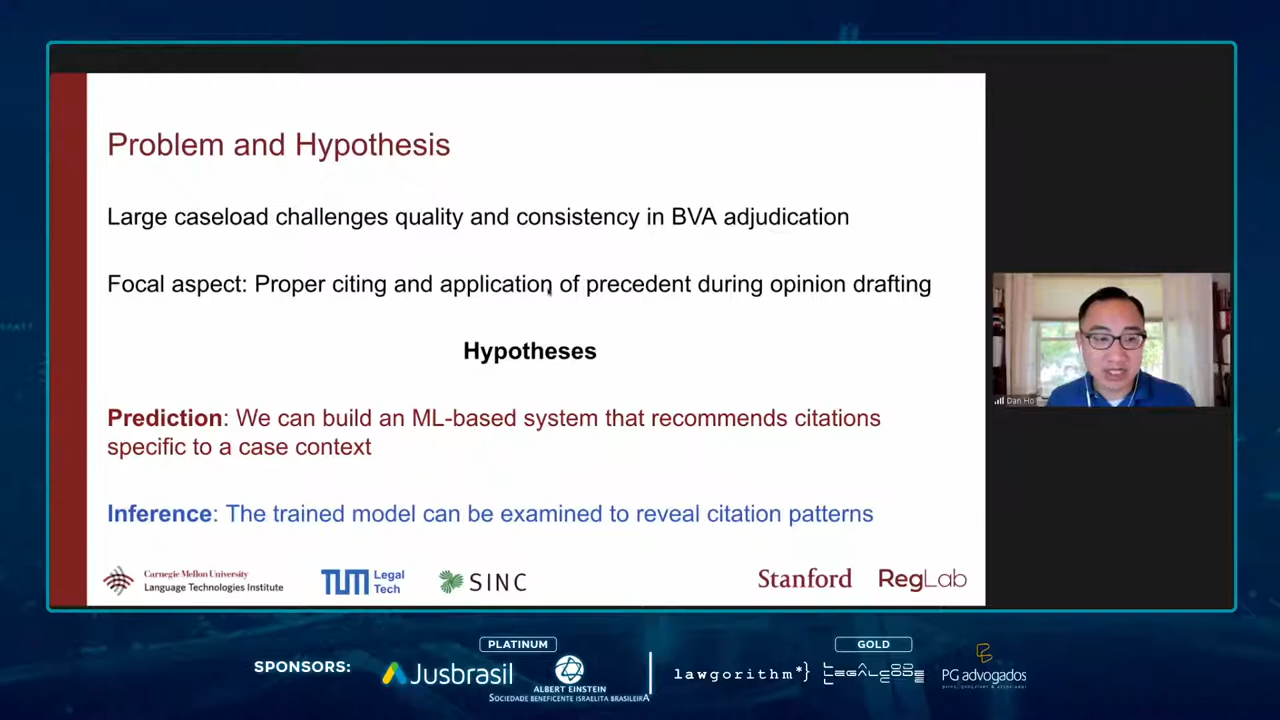 Problem and Hypothesis
Large caseload challenges quality and consistency in BVA adjudication
Focal aspect: Proper citing and application of precedent during opinion drafting
Hypotheses
Prediction: We can build an ML-based system that recommends citations
specific to a case context
Inference: The trained model can be examined to reveal citation patterns
Carnegie Mellon University
Language Technologies Institute
TUM Legal
Tech
SINC
Stanford
RegLab
Dan Ho
SPONSORS:
PLATINUM
Jusbrasil
ALBERT EINSTEIN
SOCIEDADE BENEFICENTE ISRAELITA BRASILEIRA
GOLD
lawgorithm*}
LEGALCODE
PG advogados